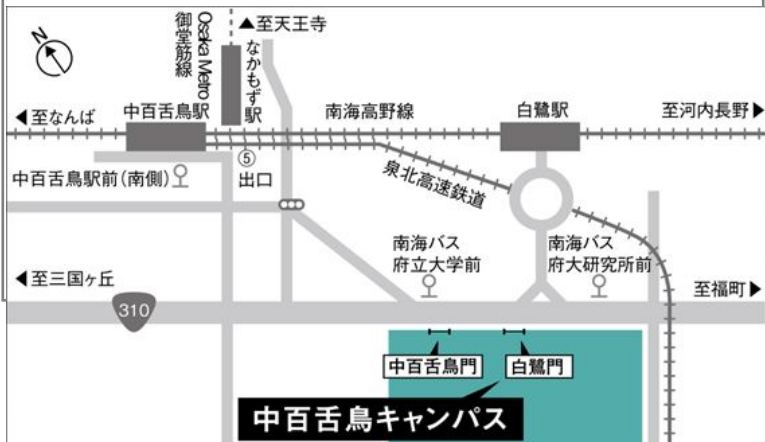 N
Osaka Metro
御堂筋線
▲至天王寺
なかもず駅
◀至なんば
中百舌鳥駅
南海高野線
白鷺駅
至河内長野▶
⑤
出口
中百舌鳥駅前(南側)
泉北高速鉄道
南海バス
府立大学前
南海バス
府大研究所前
◀至三国ヶ丘
至福町▶
310
中百舌鳥門
白鷺門
中百舌鳥キャンパス